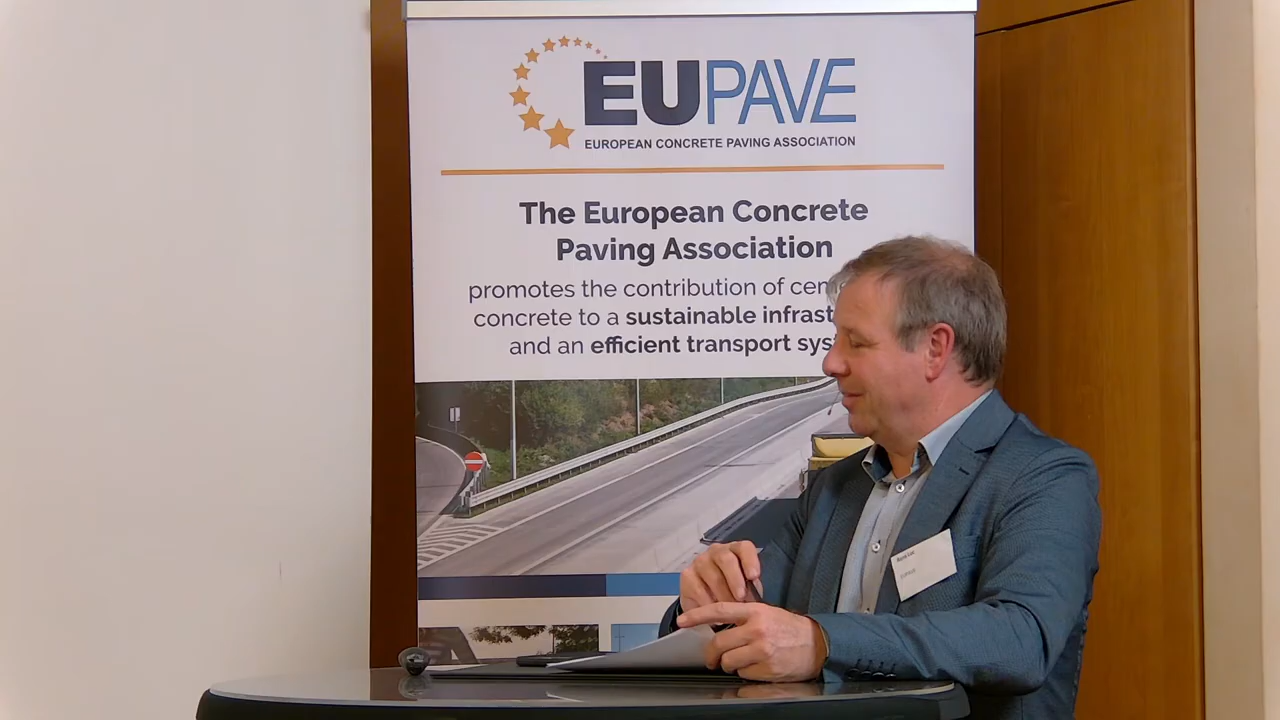 EUPAVE
EUROPEAN CONCRETE PAVING ASSOCIATION
The European Concrete
Paving Association
promotes the contribution of cem
concrete to a sustainable infrast
and an efficient transport sys